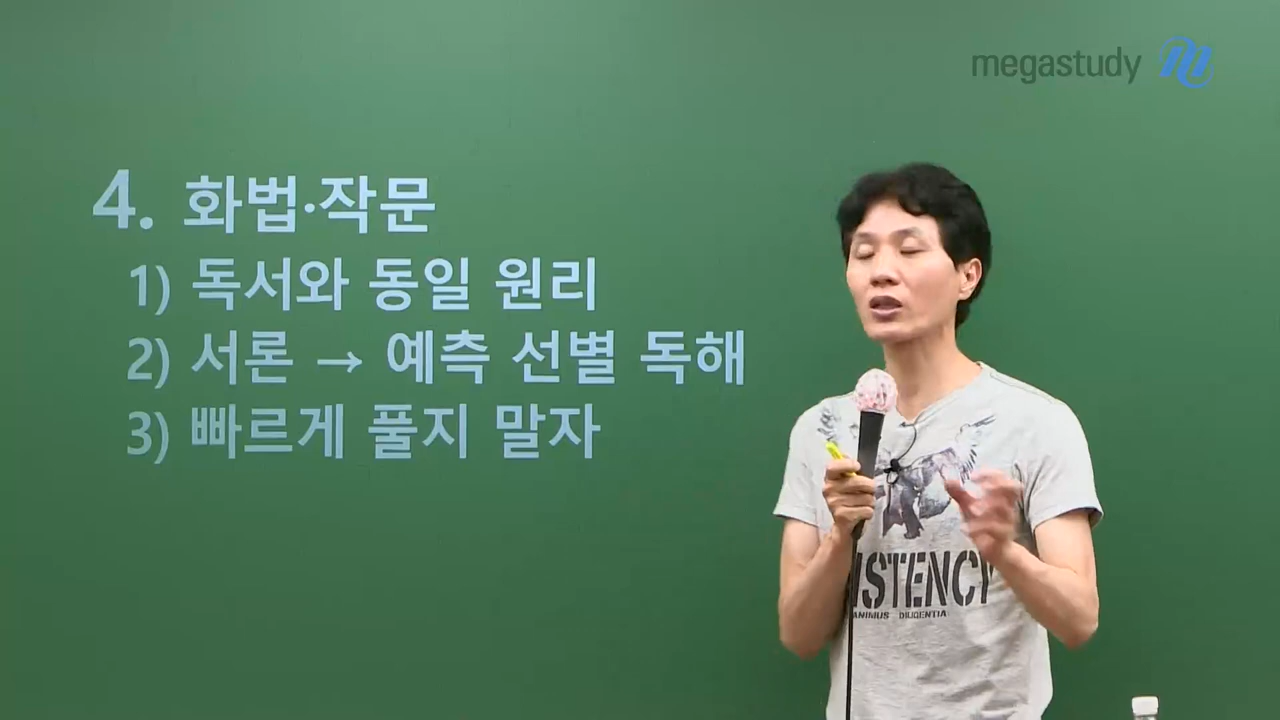 megastudy
4. 화법·작문
1) 독서와 동일 원리
2) 서론 → 예측 선별 독해
3) 빠르게 풀지 말자
ISTENCY
ANIMUS DILIGENTIA